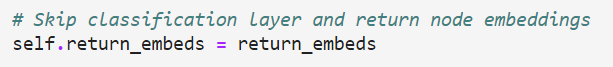 # Skip classification layer and return node embeddings
self.return_embeds = return_embeds